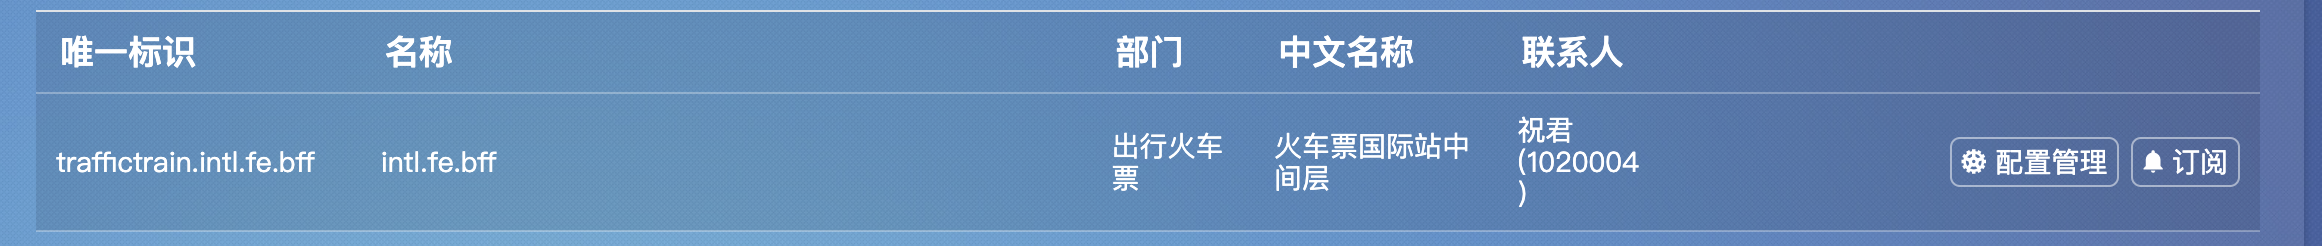 唯一标识 名称 部门 中文名称 联系人
traffictrain.intl.fe.bff intl.fe.bff 出行火车票 火车票国际站中间层 祝君(1020004) 配置管理 订阅